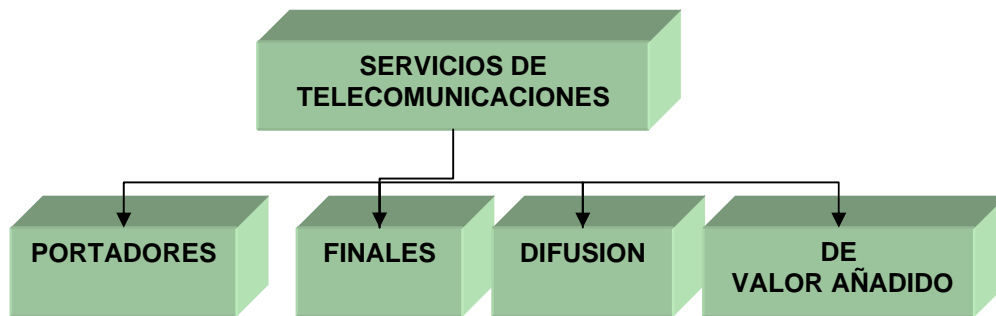 SERVICIOS DE
TELECOMUNICACIONES
PORTADORES
FINALES
DIFUSION
DE
VALOR AÑADIDO